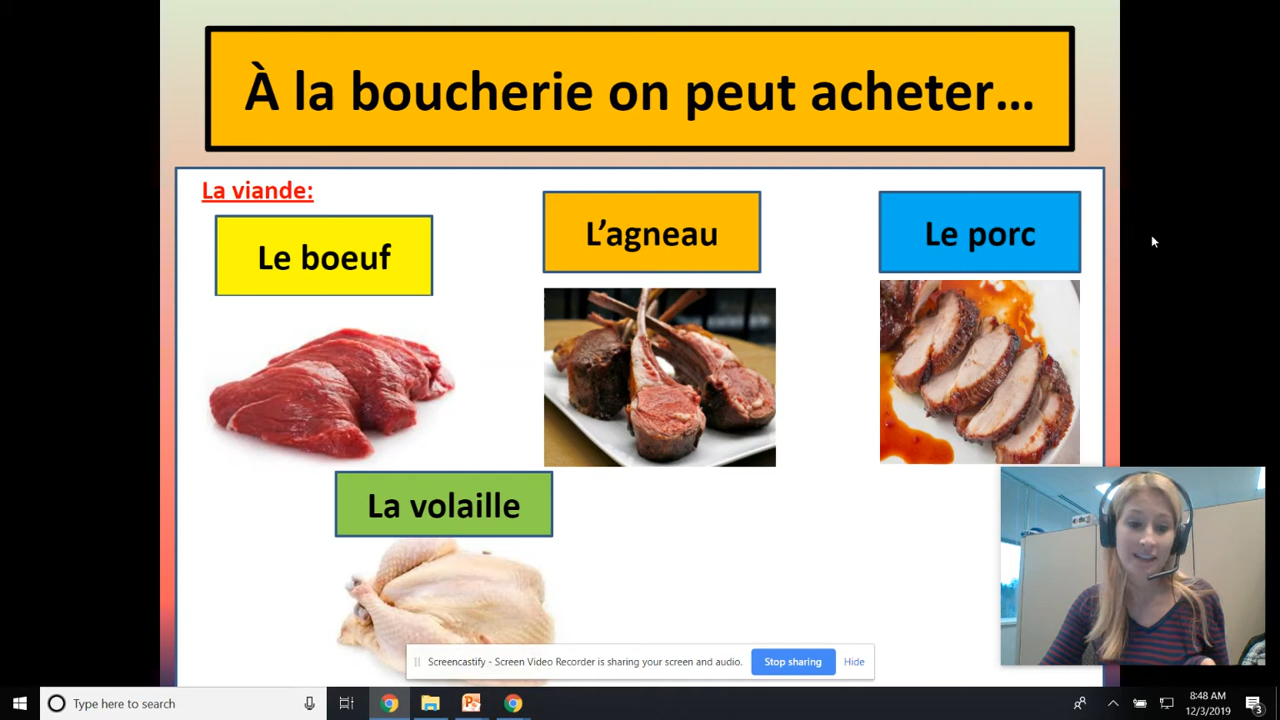 À la boucherie on peut acheter...
La viande:
Le boeuf
L'agneau
Le porc
La volaille
Screencastify - Screen Video Recorder is sharing your screen and audio.
Stop sharing
Hide
Type here to search
8:48 AM
12/3/2019
3